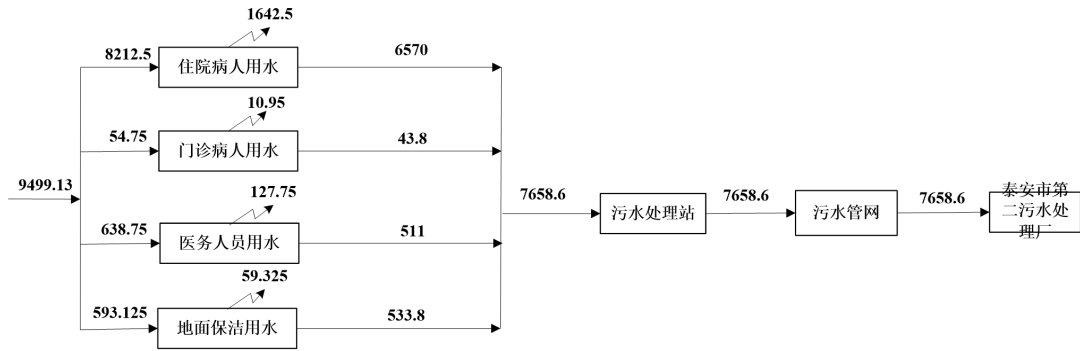 1642.5
8212.5
住院病人用水
6570
10.95
54.75
门诊病人用水
43.8
9499.13
127.75
638.75
医务人员用水
511
59.325
593.125
地面保洁用水
533.8
7658.6
污水处理站
7658.6
污水管网
7658.6
泰安市第
二污水处
理厂